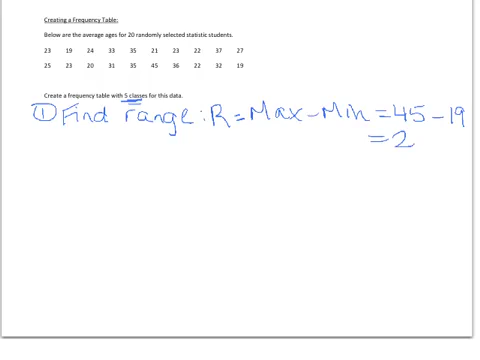 Creating a Frequency Table:
Below are the average ages for 20 randomly selected statistic students.
23 19 24 33 35 21 23 22 37 27
25 23 20 31 35 45 36 22 32 19
Create a frequency table with 5 classes for this data.
① Find range: R = Max - Min = 45 - 19
= 2